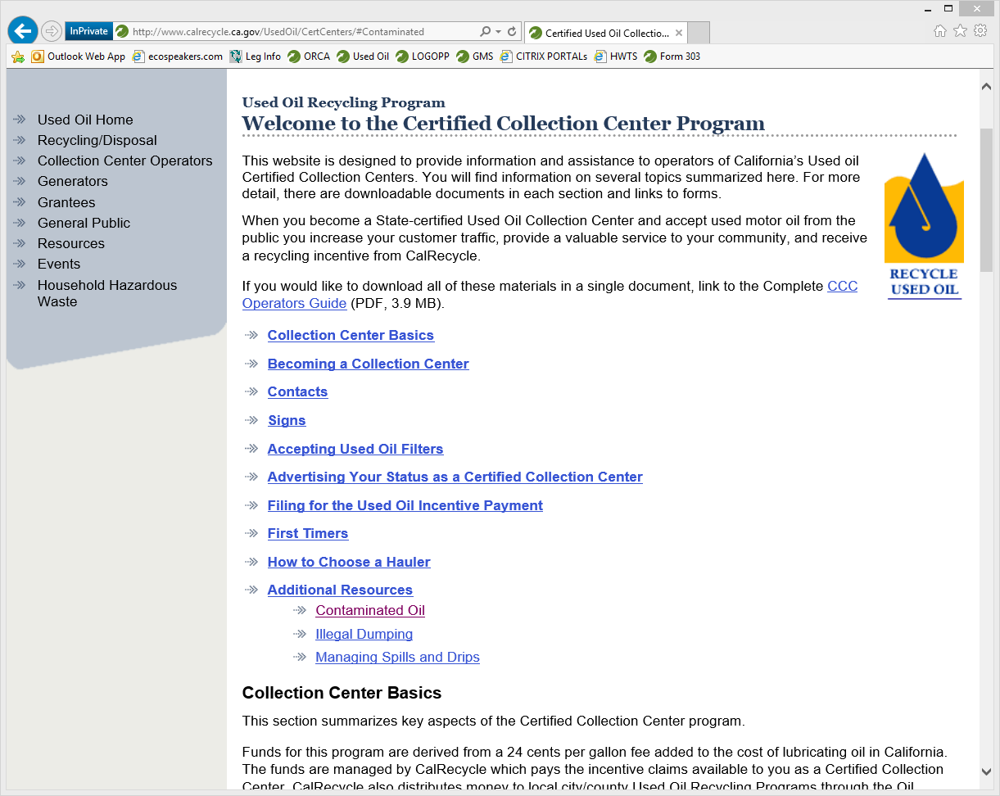 InPrivate
http://www.calrecycle.ca.gov/UsedOil/CertCenters/#Contaminated
Certified Used Oil Collectio...
Outlook Web App
ecospeakers.com
Leg Info
ORCA
Used Oil
LOGOPP
GMS
CITRIX PORTALs
HWTS
Form 303
Used Oil Home
Recycling/Disposal
Collection Center Operators
Generators
Grantees
General Public
Resources
Events
Household Hazardous
Waste
Used Oil Recycling Program
Welcome to the Certified Collection Center Program
This website is designed to provide information and assistance to operators of California's Used oil
Certified Collection Centers. You will find information on several topics summarized here. For more
detail, there are downloadable documents in each section and links to forms.
When you become a State-certified Used Oil Collection Center and accept used motor oil from the
public you increase your customer traffic, provide a valuable service to your community, and receive
a recycling incentive from CalRecycle.
RECYCLE
USED OIL
If you would like to download all of these materials in a single document, link to the Complete CCC
Operators Guide (PDF, 3.9 MB).
Collection Center Basics
Becoming a Collection Center
Contacts
Signs
Accepting Used Oil Filters
Advertising Your Status as a Certified Collection Center
Filing for the Used Oil Incentive Payment
First Timers
How to Choose a Hauler
Additional Resources
Contaminated Oil
Illegal Dumping
Managing Spills and Drips
Collection Center Basics
This section summarizes key aspects of the Certified Collection Center program.
Funds for this program are derived from a 24 cents per gallon fee added to the cost of lubricating oil in California.
The funds are managed by CalRecycle which pays the incentive claims available to you as a Certified Collection
Center. CalRecycle also distributes money to local city/county Used Oil Recycling Programs through the Oil